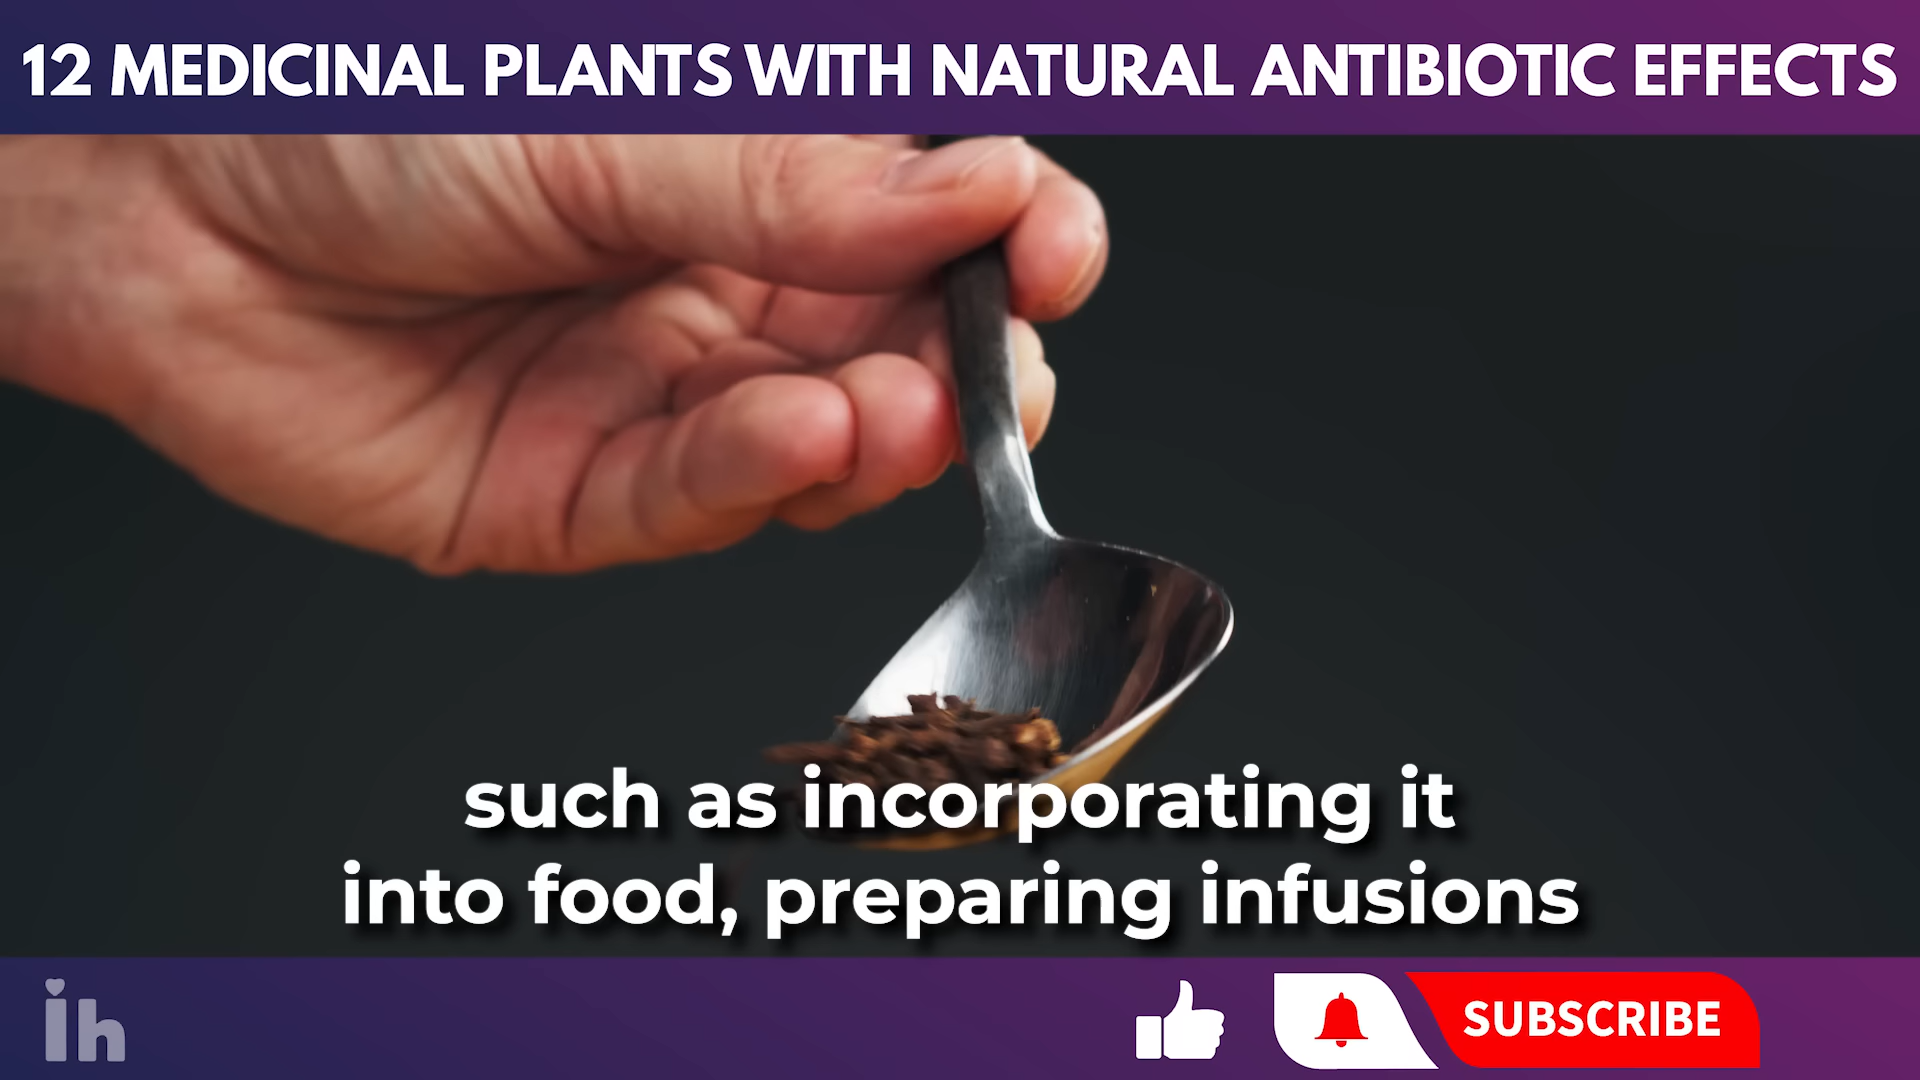 12 MEDICINAL PLANTS WITH NATURAL ANTIBIOTIC EFFECTS
such as incorporating it
into food, preparing infusions
ih
SUBSCRIBE